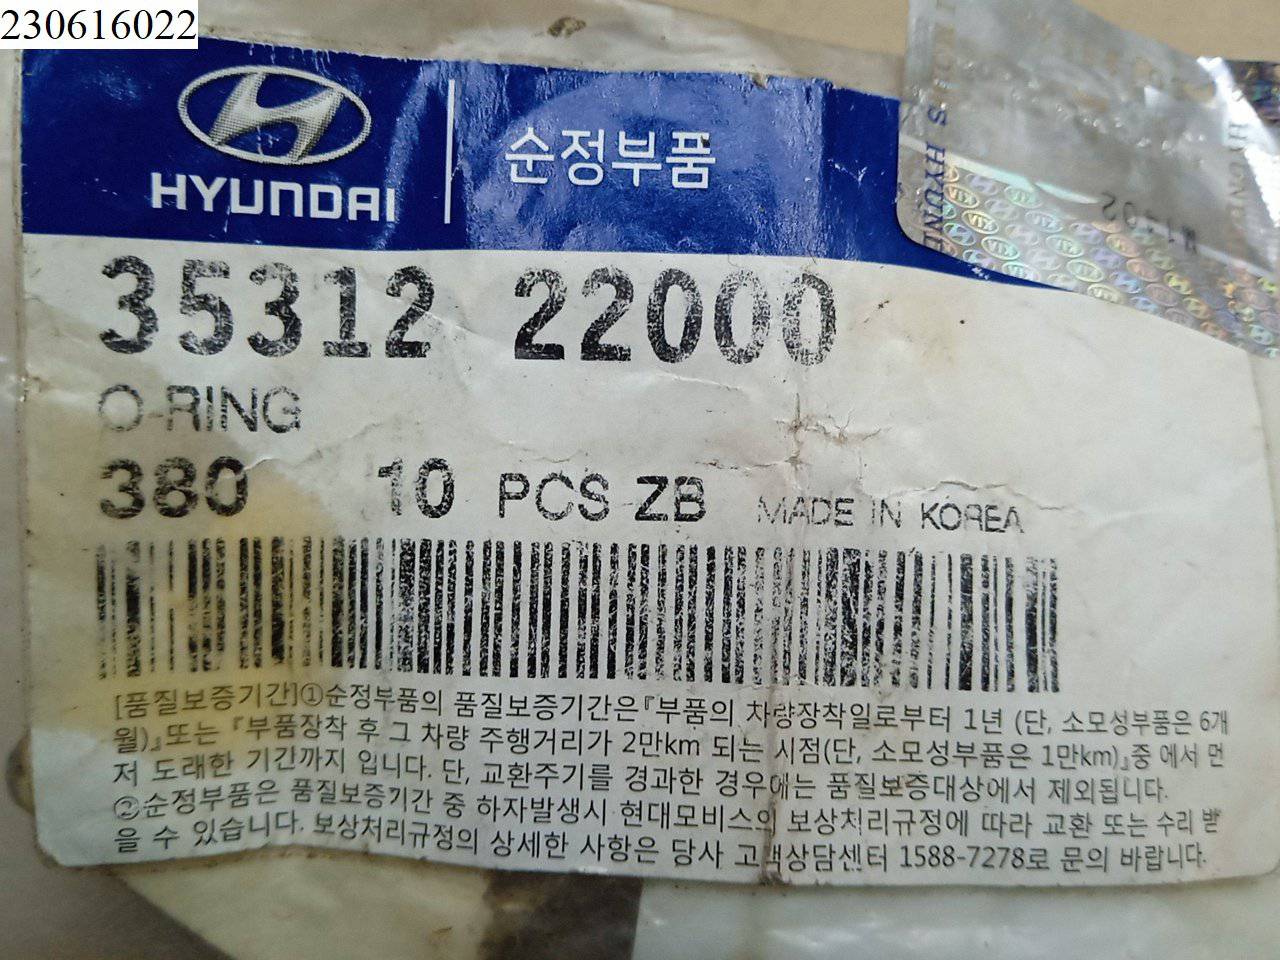 230616022
HYUNDAI
순정부품
35312 22000
O-RING
380 10 PCS ZB MADE IN KOREA
[품질보증기간]①순정부품의 품질보증기간은『부품의 차량장착일로부터 1년 (단, 소모성부품은 6개
월)』또는 『부품장착 후 그 차량 주행거리가 2만km 되는 시점(단, 소모성부품은 1만km)』중 에서 먼
저 도래한 기간까지 입니다. 단, 교환주기를 경과한 경우에는 품질보증대상에서 제외됩니다.
②순정부품은 품질보증기간 중 하자발생시 현대모비스의 보상처리규정에 따라 교환 또는 수리 받
을 수 있습니다. 보상처리규정의 상세한 사항은 당사 고객상담센터 1588-7278로 문의 바랍니다.